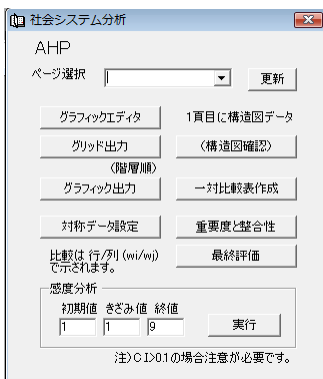 社会システム分析
AHP
ページ選択 更新
グラフィックエディタ 1頁目に構造図データ
グリッド出力 (構造図確認)
(階層順)
グラフィック出力 一対比較表作成
対称データ設定 重要度と整合性
比較は 行/列 (wi/wj)
で示されます。 最終評価
感度分析
初期値 きざみ値 終値
1 1 9 実行
注)C.I>0.1の場合注意が必要です。